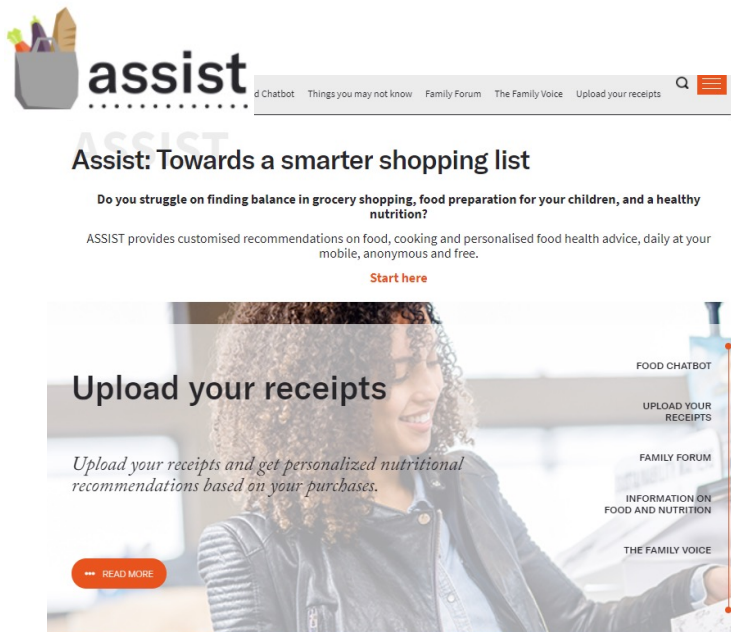 assist
d Chatbot Things you may not know Family Forum The Family Voice Upload your receipts
ASSIST
Assist: Towards a smarter shopping list
Do you struggle on finding balance in grocery shopping, food preparation for your children, and a healthy
nutrition?
ASSIST provides customised recommendations on food, cooking and personalised food health advice, daily at your
mobile, anonymous and free.
Start here
Upload your receipts
Upload your receipts and get personalized nutritional
recommendations based on your purchases.
••• READ MORE
FOOD CHATBOT
UPLOAD YOUR
RECEIPTS
FAMILY FORUM
INFORMATION ON
FOOD AND NUTRITION
THE FAMILY VOICE